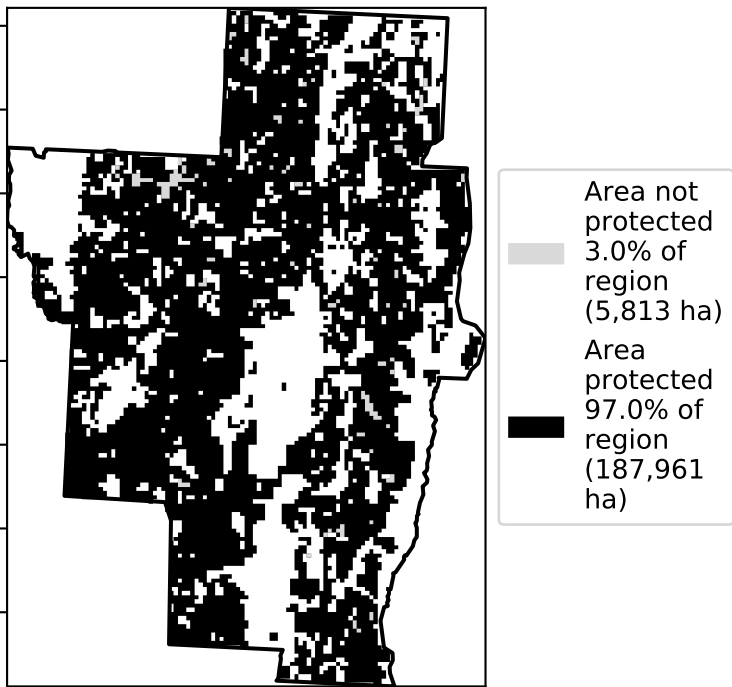 Area not
protected
3.0% of
region
(5,813 ha)
Area
protected
97.0% of
region
(187,961
ha)